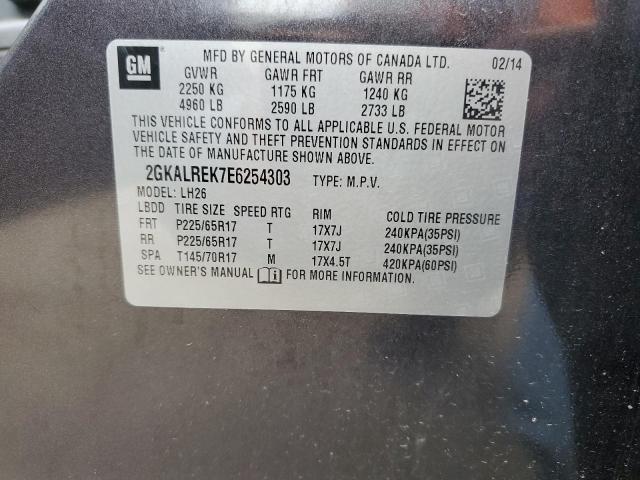 GM
MFD BY GENERAL MOTORS OF CANADA LTD. 02/14
GVWR GAWR FRT GAWR RR
2250 KG 1175 KG 1240 KG
4960 LB 2590 LB 2733 LB
THIS VEHICLE CONFORMS TO ALL APPLICABLE U.S. FEDERAL MOTOR
VEHICLE SAFETY AND THEFT PREVENTION STANDARDS IN EFFECT ON
THE DATE OF MANUFACTURE SHOWN ABOVE.
2GKALREK7E6254303 TYPE: M.P.V.
MODEL: LH26
LBDD TIRE SIZE SPEED RTG RIM COLD TIRE PRESSURE
FRT P225/65R17 T 17X7J 240KPA(35PSI)
RR P225/65R17 T 17X7J 240KPA(35PSI)
SPA T145/70R17 M 17X4.5T 420KPA(60PSI)
SEE OWNER'S MANUAL FOR MORE INFORMATION.